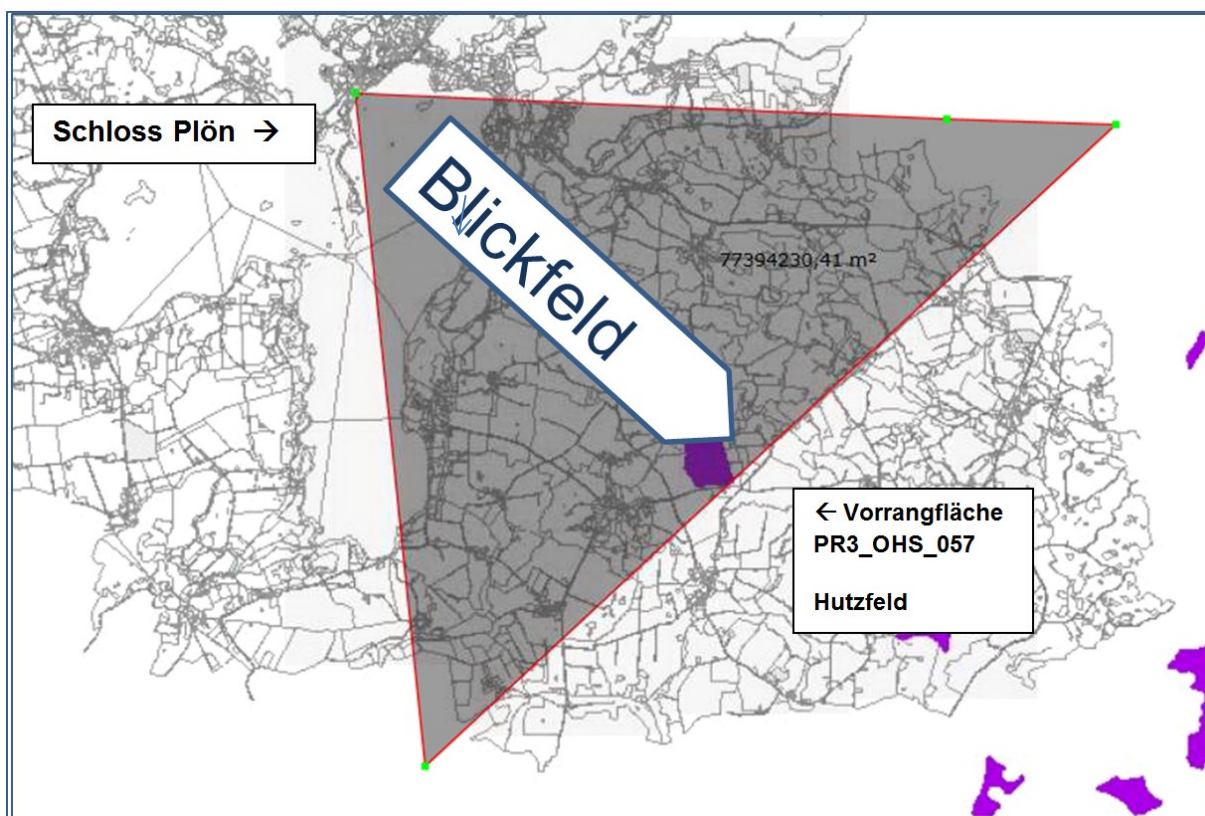 Schloss Plön →
Blickfeld
77394230,41 m²
← Vorrangfläche
PR3_OHS_057
Hutzfeld